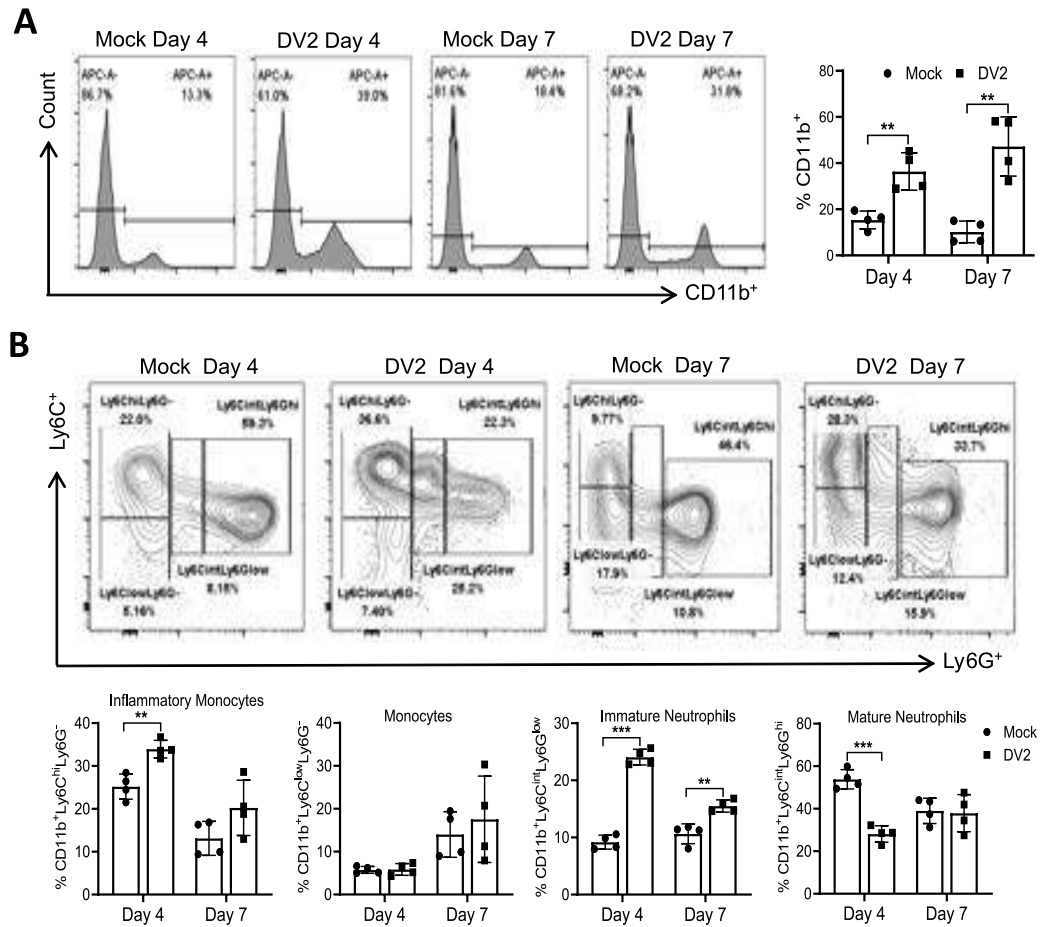 A
Mock Day 4
DV2 Day 4
Mock Day 7
DV2 Day 7
Count
APC-A- APC-A+
86.7% 13.3%
APC-A- APC-A+
61.0% 39.0%
APC-A- APC-A+
81.6% 18.4%
APC-A- APC-A+
68.2% 31.8%
CD11b+
Mock DV2
% CD11b+
80
60
40
20
0
**
**
Day 4 Day 7
B
Mock Day 4
DV2 Day 4
Mock Day 7
DV2 Day 7
Ly6C+
Ly6ChiLy6G- Ly6CintLy6Ghi
22.0% 59.3%
Ly6CintLy6Glow
8.18%
Ly6ClowLy6G-
5.16%
Ly6ChiLy6G- Ly6CintLy6Ghi
36.6% 22.3%
Ly6CintLy6Glow
26.2%
Ly6ClowLy6G-
7.40%
Ly6ChiLy6G-
9.77%
Ly6CintLy6Ghi
46.4%
Ly6ClowLy6G-
17.9%
Ly6CintLy6Glow
10.8%
Ly6ChiLy6G-
28.3%
Ly6CintLy6Ghi
33.7%
Ly6ClowLy6G-
12.4%
Ly6CintLy6Glow
15.9%
Ly6G+
Inflammatory Monocytes
% CD11b+Ly6ChiLy6G-
40
30
20
10
0
**
Day 4 Day 7
Monocytes
% CD11b+Ly6ClowLy6G-
40
30
20
10
0
Day 4 Day 7
Immature Neutrophils
% CD11b+Ly6CintLy6Glow
30
20
10
0
***
**
Day 4 Day 7
Mature Neutrophils
% CD11b+Ly6CintLy6Ghi
80
60
40
20
0
***
Day 4 Day 7
Mock
DV2